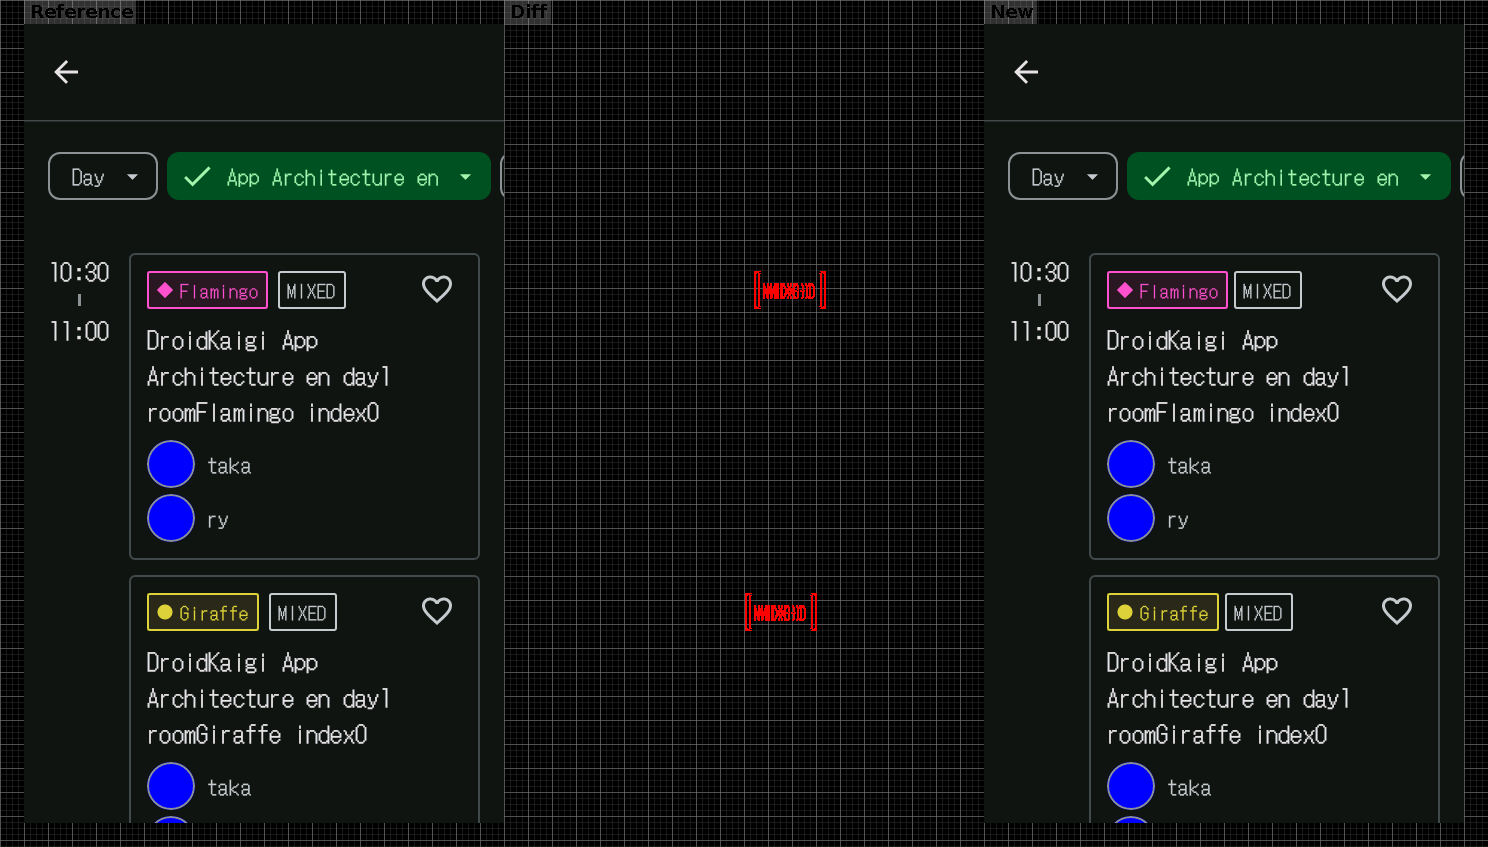 Reference
Day
App Architecture en
10:30
11:00
Flamingo
MIXED
DroidKaigi App
Architecture en day1
roomFlamingo index0
taka
ry
Giraffe
MIXED
DroidKaigi App
Architecture en day1
roomGiraffe index0
taka
Diff
New
Day
App Architecture en
10:30
11:00
Flamingo
MIXED
DroidKaigi App
Architecture en day1
roomFlamingo index0
taka
ry
Giraffe
MIXED
DroidKaigi App
Architecture en day1
roomGiraffe index0
taka